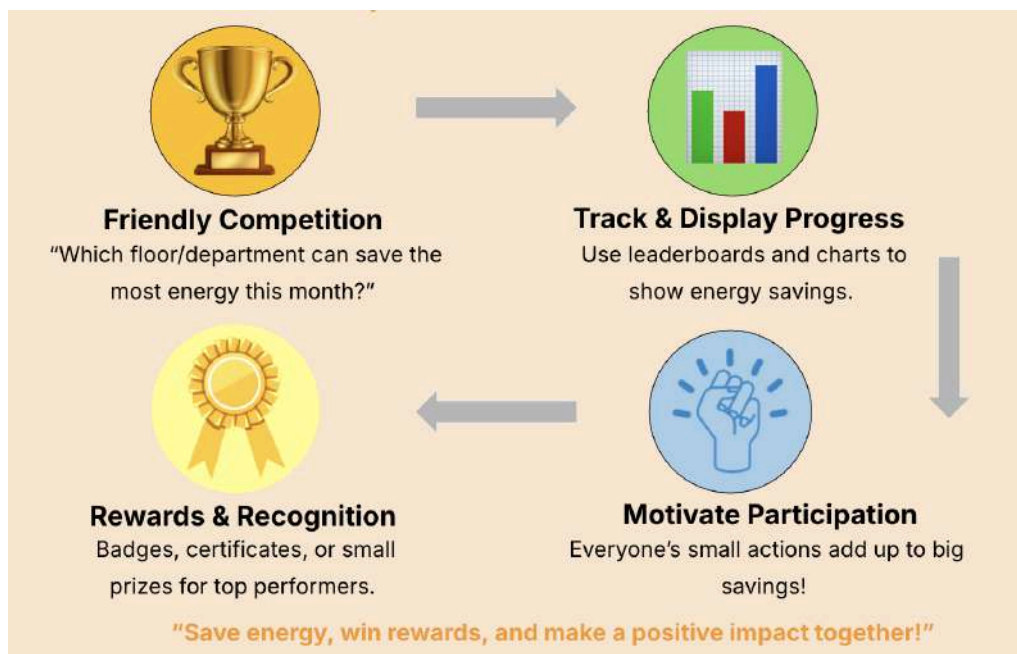 Friendly Competition
“Which floor/department can save the
most energy this month?”
Track & Display Progress
Use leaderboards and charts to
show energy savings.
Motivate Participation
Everyone’s small actions add up to big
savings!
Rewards & Recognition
Badges, certificates, or small
prizes for top performers.
“Save energy, win rewards, and make a positive impact together!”